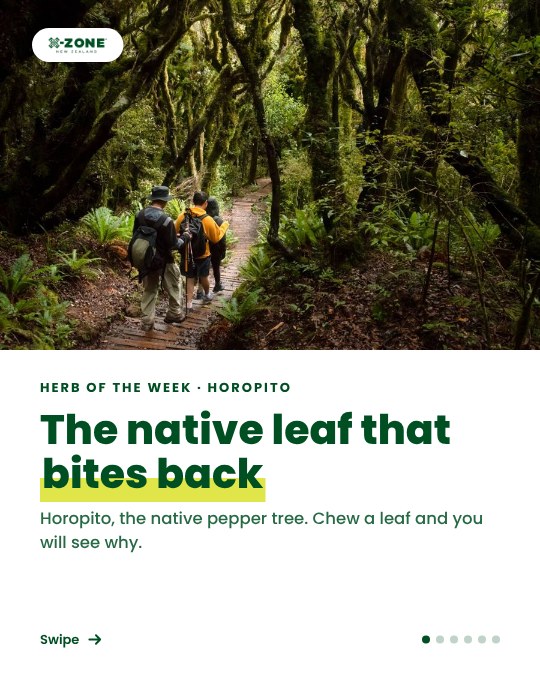 X-ZONE
NEW ZEALAND
HERB OF THE WEEK · HOROPITO
The native leaf that
bites back
Horopito, the native pepper tree. Chew a leaf and you
will see why.
Swipe →